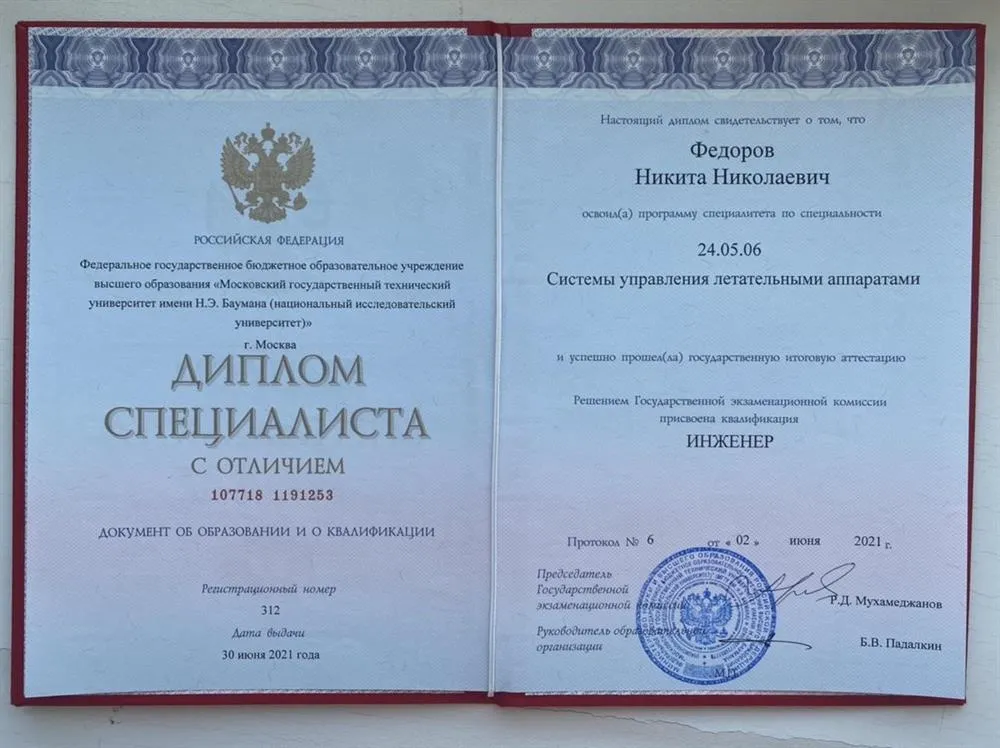 РОССИЙСКАЯ ФЕДЕРАЦИЯ
Федеральное государственное бюджетное образовательное учреждение
высшего образования «Московский государственный технический
университет имени Н.Э. Баумана (национальный исследовательский
университет)»
г. Москва
ДИПЛОМ
СПЕЦИАЛИСТА
С ОТЛИЧИЕМ
107718 1191253
ДОКУМЕНТ ОБ ОБРАЗОВАНИИ И О КВАЛИФИКАЦИИ
Регистрационный номер
312
Дата выдачи
30 июня 2021 года
Настоящий диплом свидетельствует о том, что
Федоров
Никита Николаевич
освоил(а) программу специалитета по специальности
24.05.06
Системы управления летательными аппаратами
и успешно прошел(ла) государственную итоговую аттестацию
Решением Государственной экзаменационной комиссии
присвоена квалификация
ИНЖЕНЕР
Протокол № 6 от « 02 » июня 2021 г.
Председатель
Государственной
экзаменационной комиссии
Р.Д. Мухамеджанов
Руководитель образовательной
организации
Б.В. Падалкин
М.П.